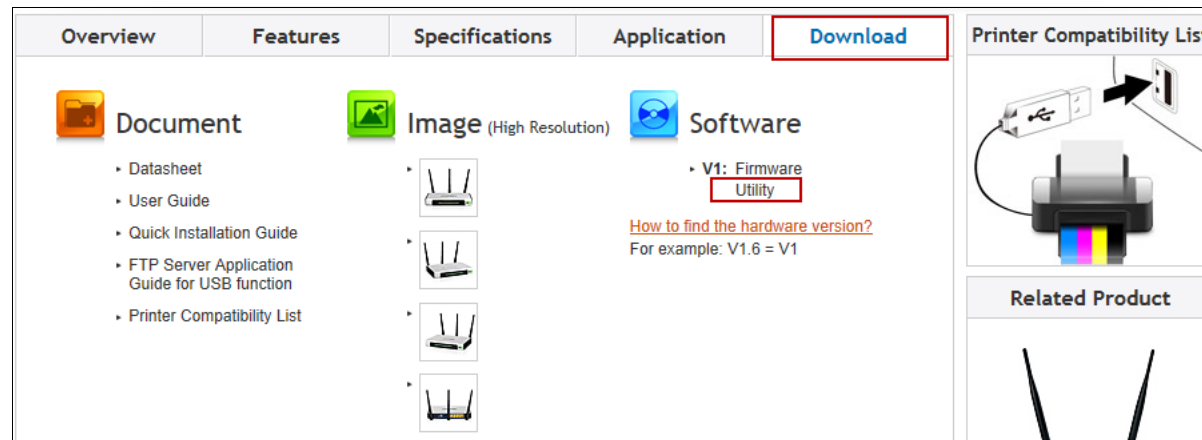 Overview
Features
Specifications
Application
Download
Printer Compatibility List
Document
Datasheet
User Guide
Quick Installation Guide
FTP Server Application
Guide for USB function
Printer Compatibility List
Image (High Resolution)
Software
V1: Firmware
Utility
How to find the hardware version?
For example: V1.6 = V1
Related Product